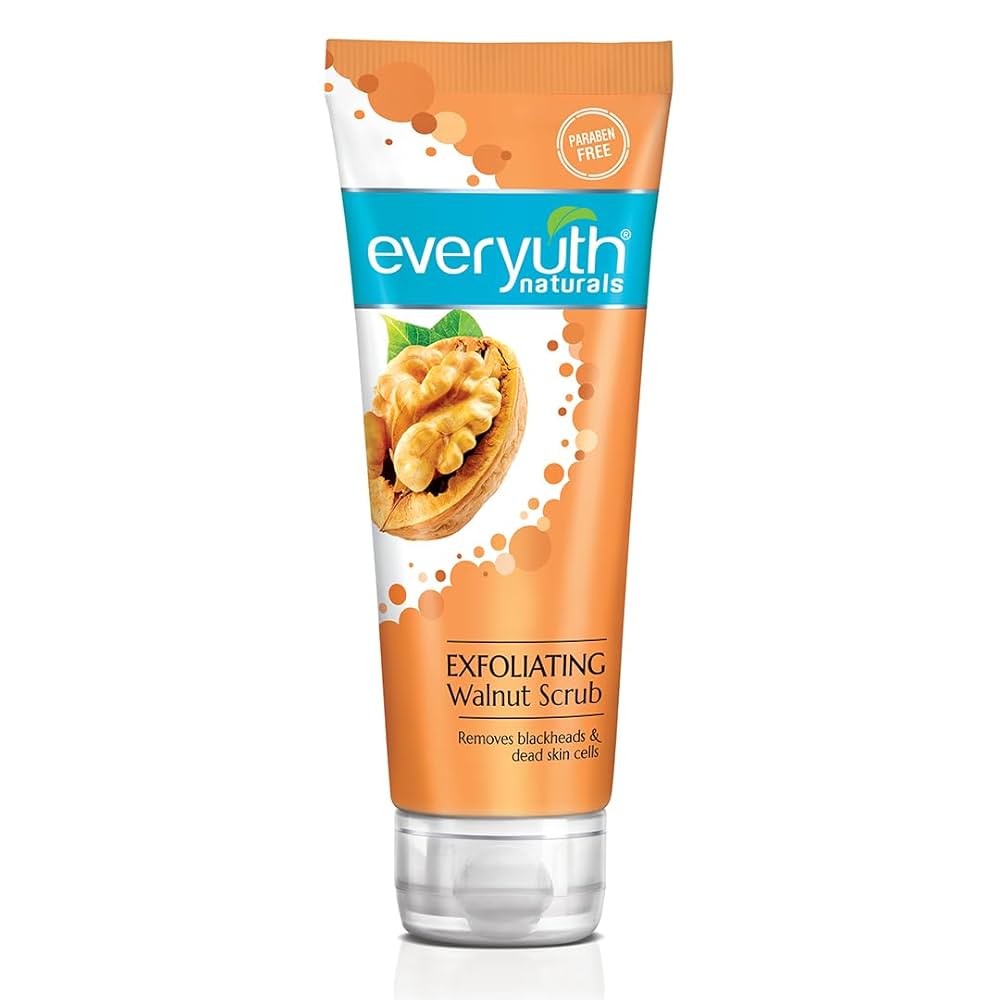 PARABEN
FREE
everyuth®
naturals
EXFOLIATING
Walnut Scrub
Removes blackheads &
dead skin cells